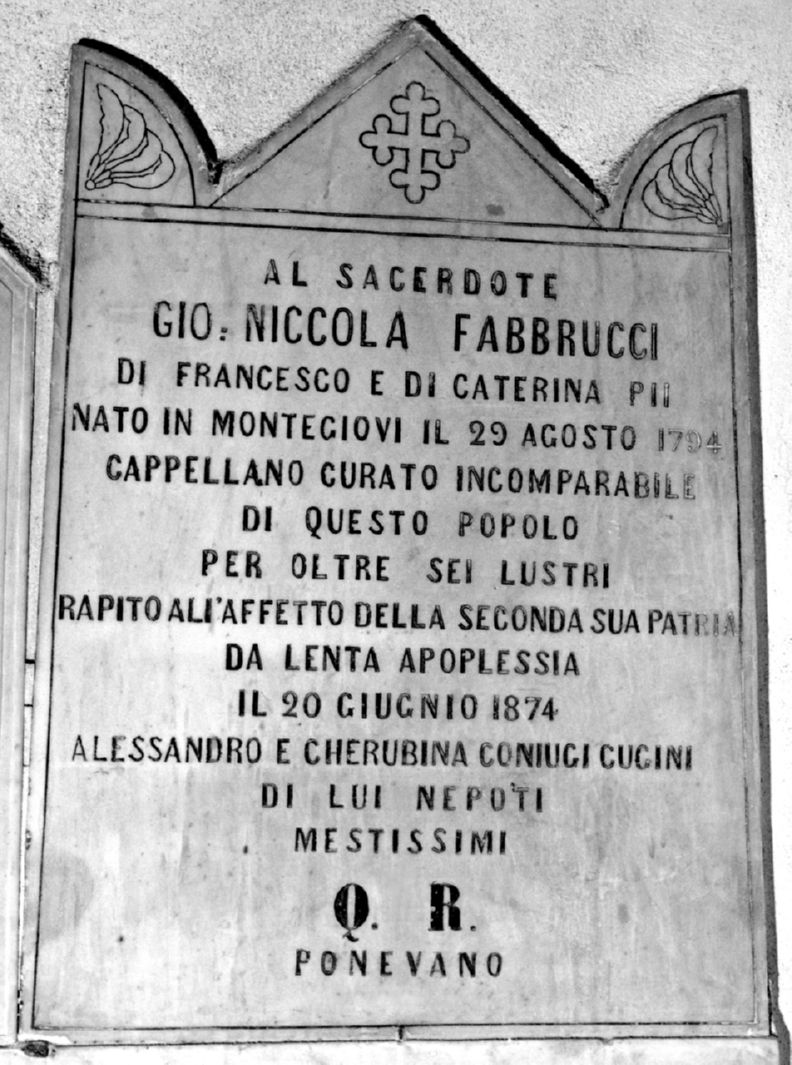 AL SACERDOTE
GIO: NICCOLA FABBRUCCI
DI FRANCESCO E DI CATERINA PII
NATO IN MONTEGIOVI IL 29 AGOSTO 1794
CAPPELLANO CURATO INCOMPARABILE
DI QUESTO POPOLO
PER OLTRE SEI LUSTRI
RAPITO ALL'AFFETTO DELLA SECONDA SUA PATRIA
DA LENTA APOPLESSIA
IL 20 GIUGNIO 1874
ALESSANDRO E CHERUBINA CONIUGI CUGINI
DI LUI NEPOTI
MESTISSIMI
Q. R.
PONEVANO